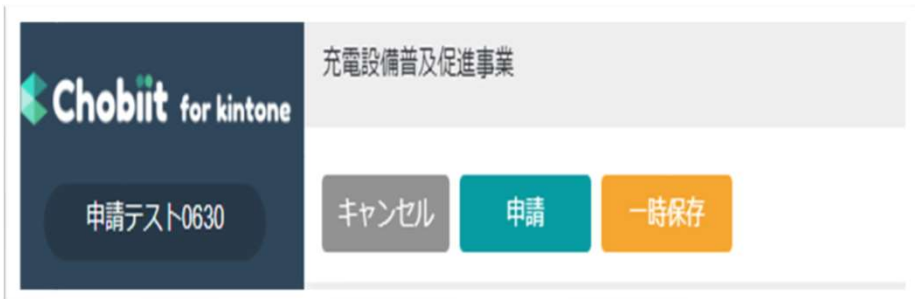 充電設備普及促進事業
Chobiit for kintone
申請テスト0630
キャンセル
申請
一時保存